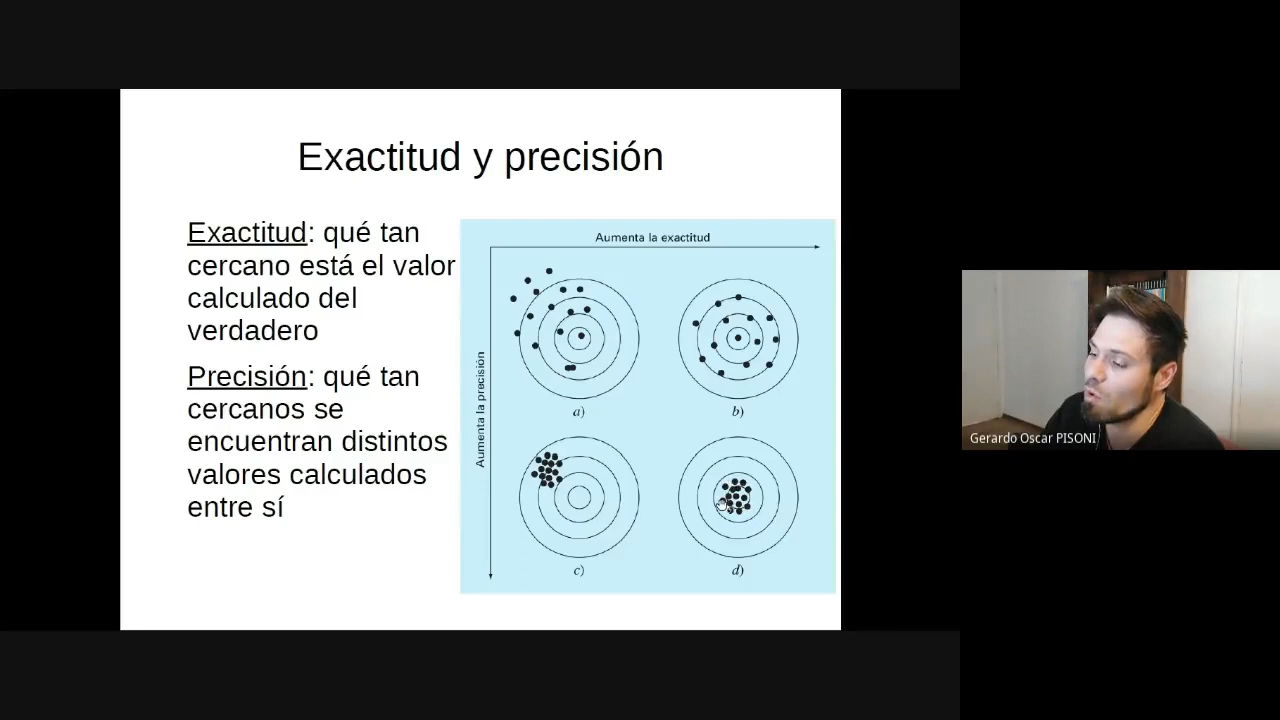 Exactitud y precisión
Exactitud: qué tan
cercano está el valor
calculado del
verdadero
Precisión: qué tan
cercanos se
encuentran distintos
valores calculados
entre sí
Aumenta la exactitud
Aumenta la precisión
a)
b)
c)
d)
Gerardo Oscar PISONI